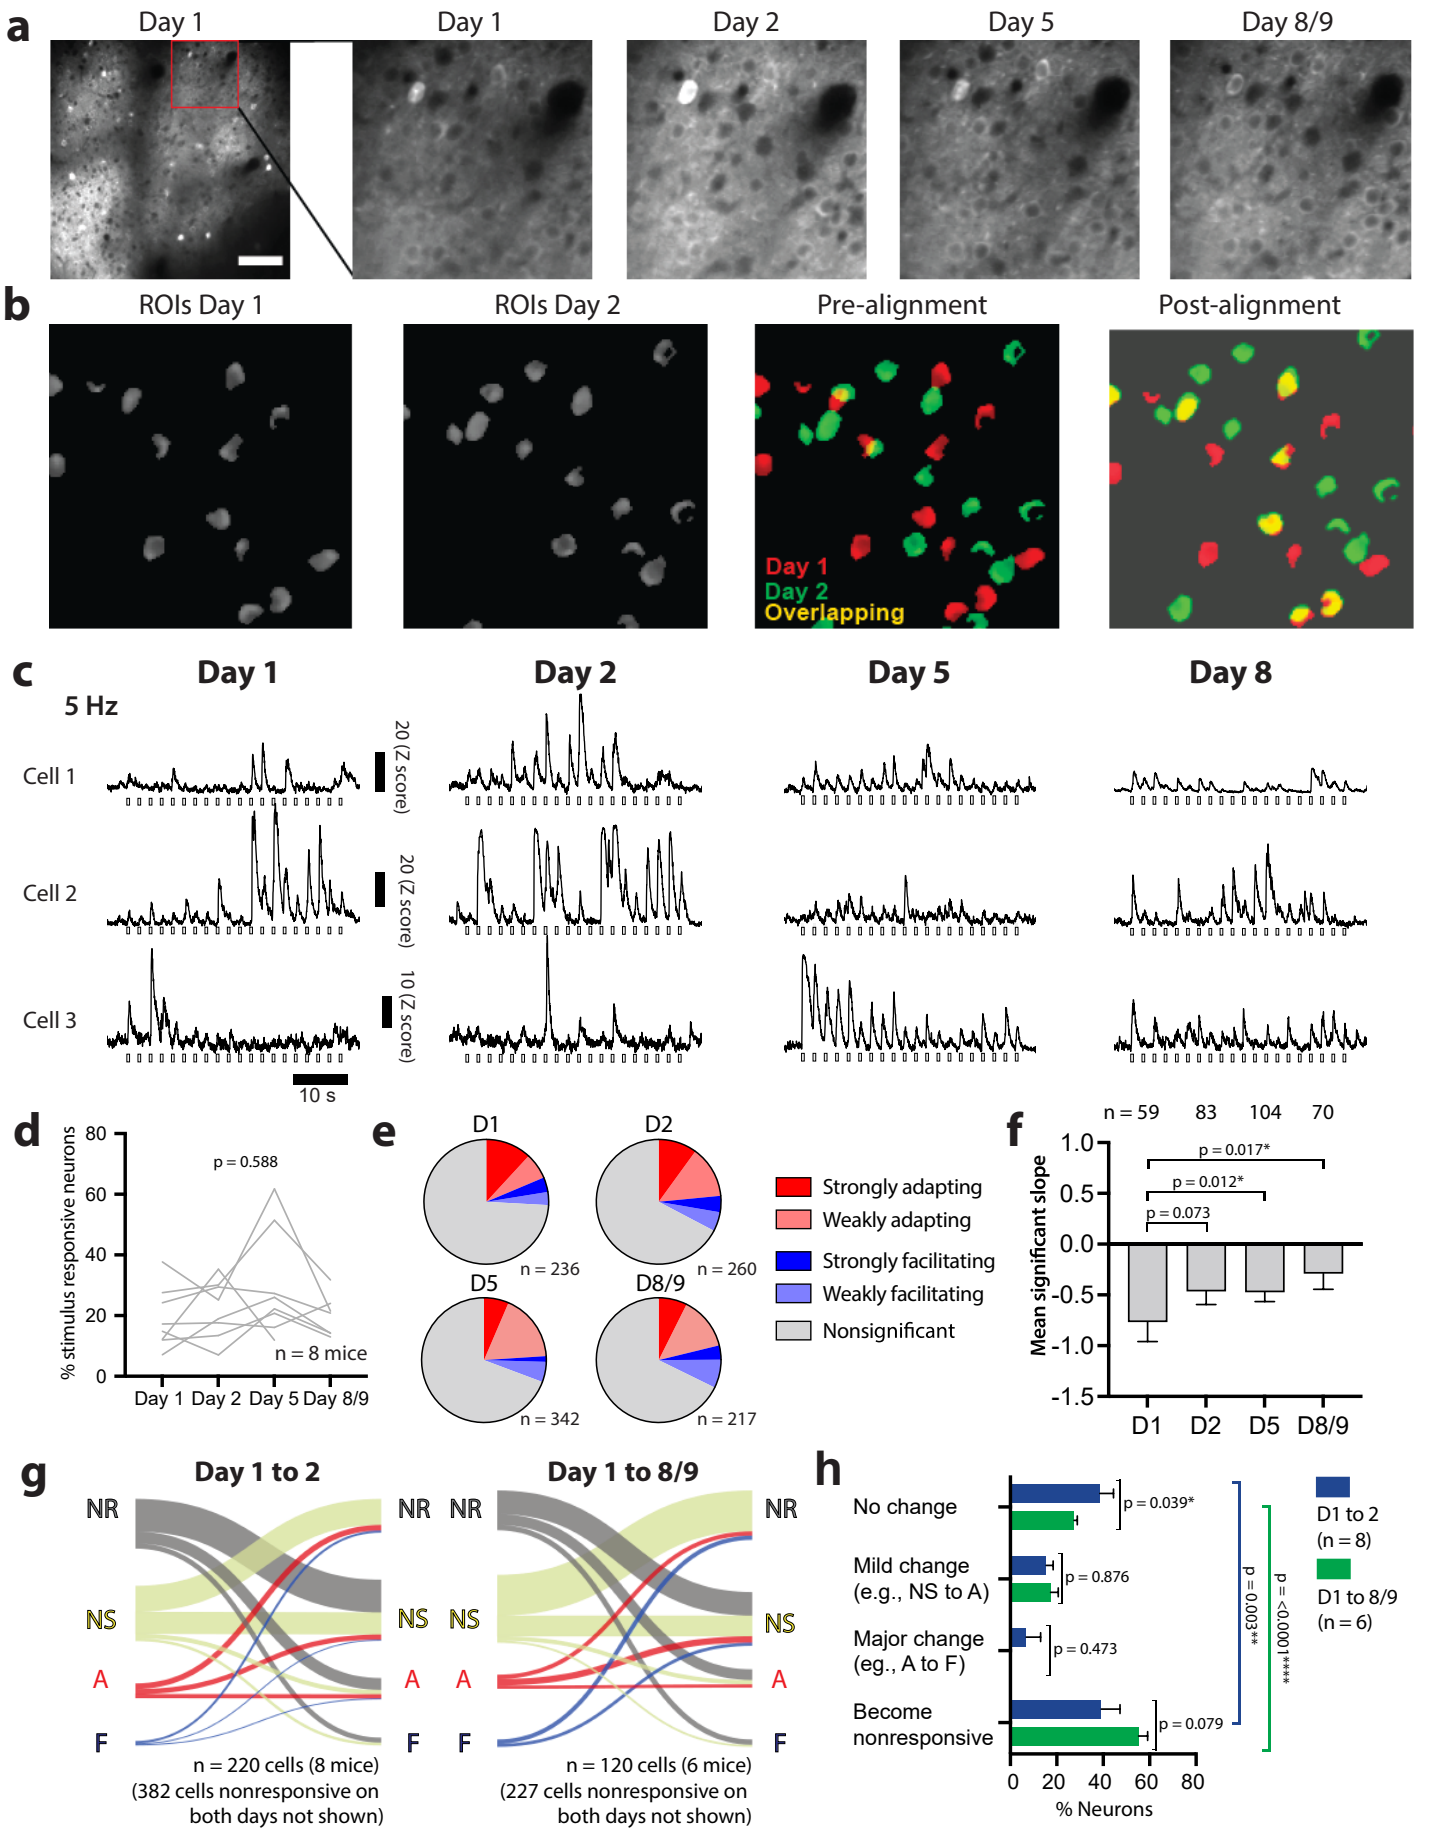 a
Day 1
Day 1
Day 2
Day 5
Day 8/9
b
ROIs Day 1
ROIs Day 2
Pre-alignment
Post-alignment
Day 1
Day 2
Overlapping
c
Day 1
Day 2
Day 5
Day 8
5 Hz
Cell 1
20 (Z score)
Cell 2
20 (Z score)
Cell 3
10 (Z score)
10 s
d
% stimulus responsive neurons
80
60
40
20
0
p = 0.588
n = 8 mice
Day 1 Day 2 Day 5 Day 8/9
e
D1
D2
n = 236
n = 260
D5
D8/9
n = 342
n = 217
Strongly adapting
Weakly adapting
Strongly facilitating
Weakly facilitating
Nonsignificant
f
n = 59 83 104 70
Mean significant slope
1.0
0.5
0.0
-0.5
-1.0
-1.5
p = 0.017*
p = 0.012*
p = 0.073
D1 D2 D5 D8/9
g
Day 1 to 2
Day 1 to 8/9
NR
NR
NR
NR
NS
NS
NS
NS
A
A
A
A
F
F
F
F
n = 220 cells (8 mice)
(382 cells nonresponsive on
both days not shown)
n = 120 cells (6 mice)
(227 cells nonresponsive on
both days not shown)
h
No change
p = 0.039*
Mild change
(e.g., NS to A)
p = 0.876
Major change
(eg., A to F)
p = 0.473
Become
nonresponsive
p = 0.079
p = 0.003**
p = <0.0001****
0 20 40 60 80
% Neurons
D1 to 2
(n = 8)
D1 to 8/9
(n = 6)